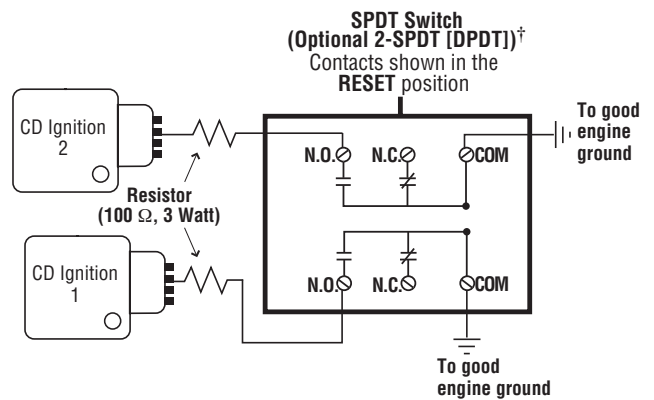 SPDT Switch
(Optional 2-SPDT [DPDT])†
Contacts shown in the
RESET position
CD Ignition
2
To good
engine
ground
N.O.
N.C.
COM
Resistor
(100 Ω, 3 Watt)
CD Ignition
1
N.O.
N.C.
COM
To good
engine ground